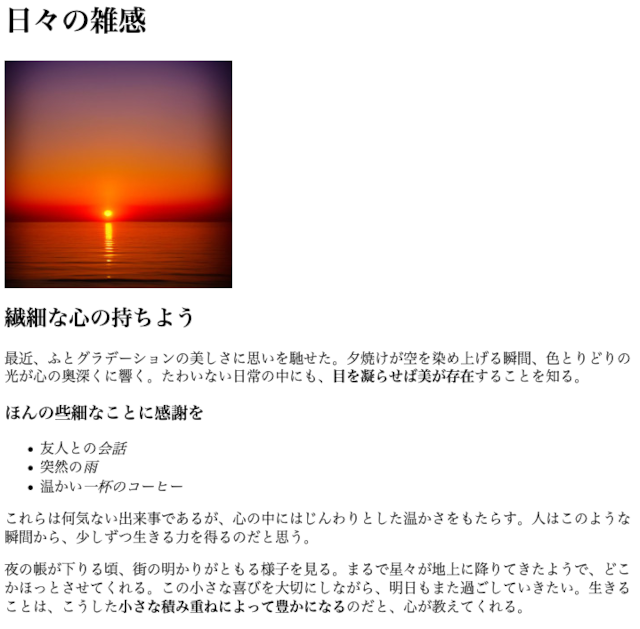 日々の雑感
繊細な心の持ちよう
最近、ふとグラデーションの美しさに思いを馳せた。夕焼けが空を染め上げる瞬間、色とりどりの
光が心の奥深くに響く。たわいない日常の中にも、目を凝らせば美が存在することを知る。
ほんの些細なことに感謝を
• 友人との会話
• 突然の雨
• 温かい一杯のコーヒー
これらは何気ない出来事であるが、心の中にはじんわりとした温かさをもたらす。人はこのような
瞬間から、少しずつ生きる力を得るのだと思う。
夜の帳が下りる頃、街の明かりがともる様子を見る。まるで星々が地上に降りてきたようで、どこ
かほっとさせてくれる。この小さな喜びを大切にしながら、明日もまた過ごしていきたい。生きる
ことは、こうした小さな積み重ねによって豊かになるのだと、心が教えてくれる。